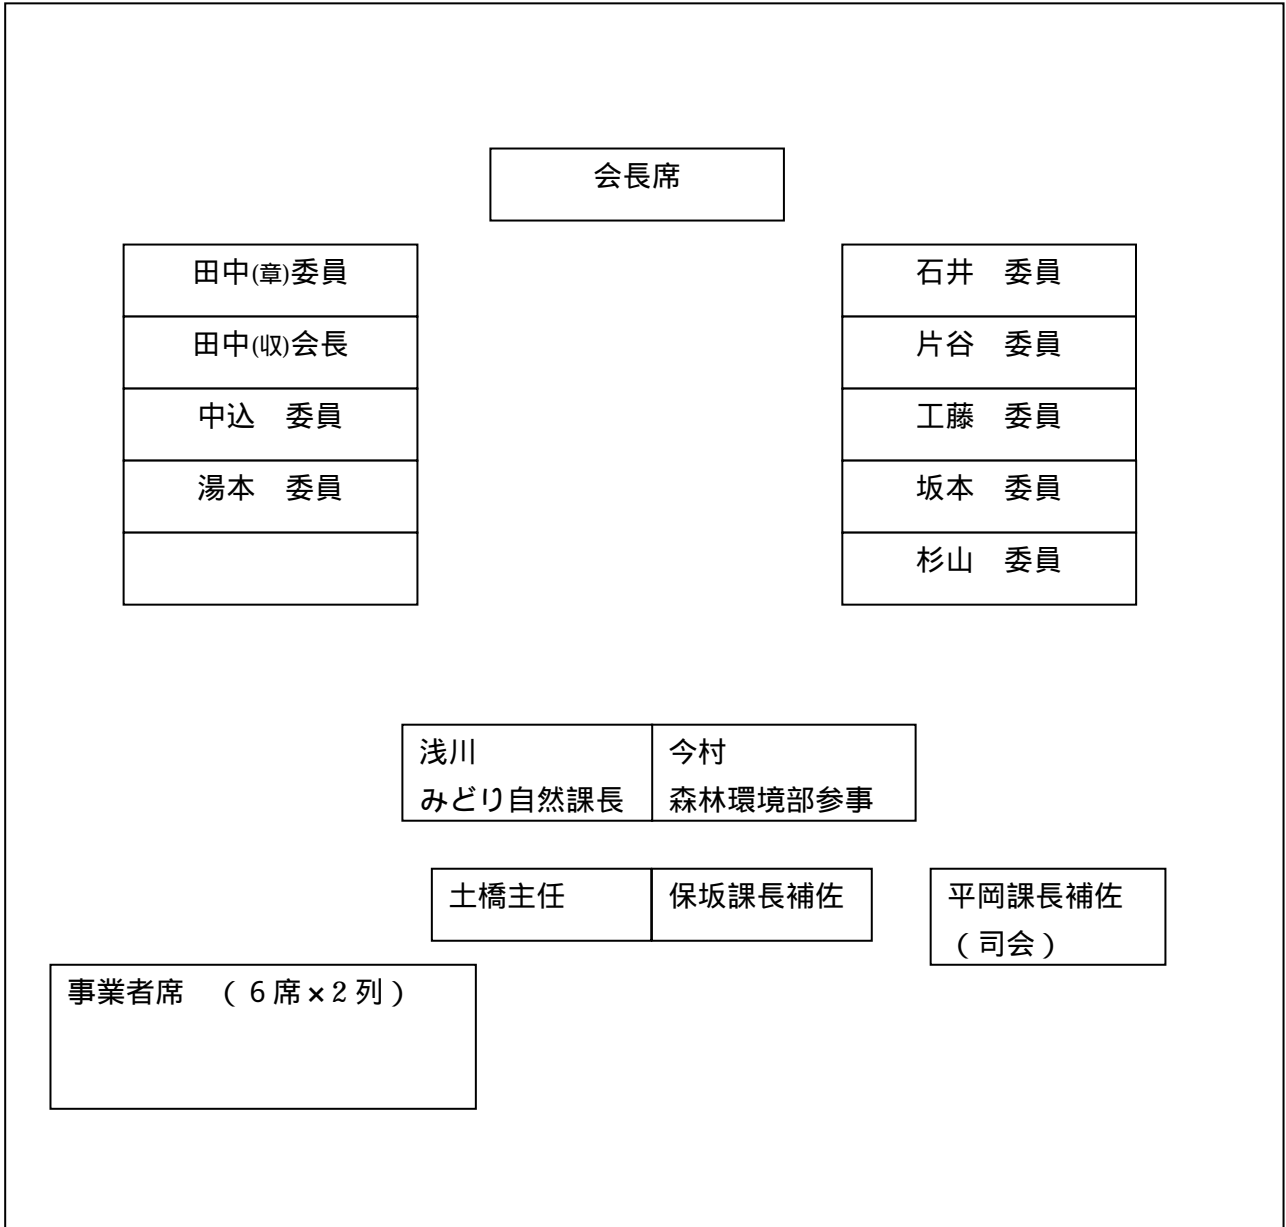 会長席
田中(章)委員
田中(収)会長
中込　委員
湯本　委員
石井　委員
片谷　委員
工藤　委員
坂本　委員
杉山　委員
浅川
みどり自然課長
今村
森林環境部参事
土橋主任
保坂課長補佐
平岡課長補佐
（司会）
事業者席　（６席×２列）